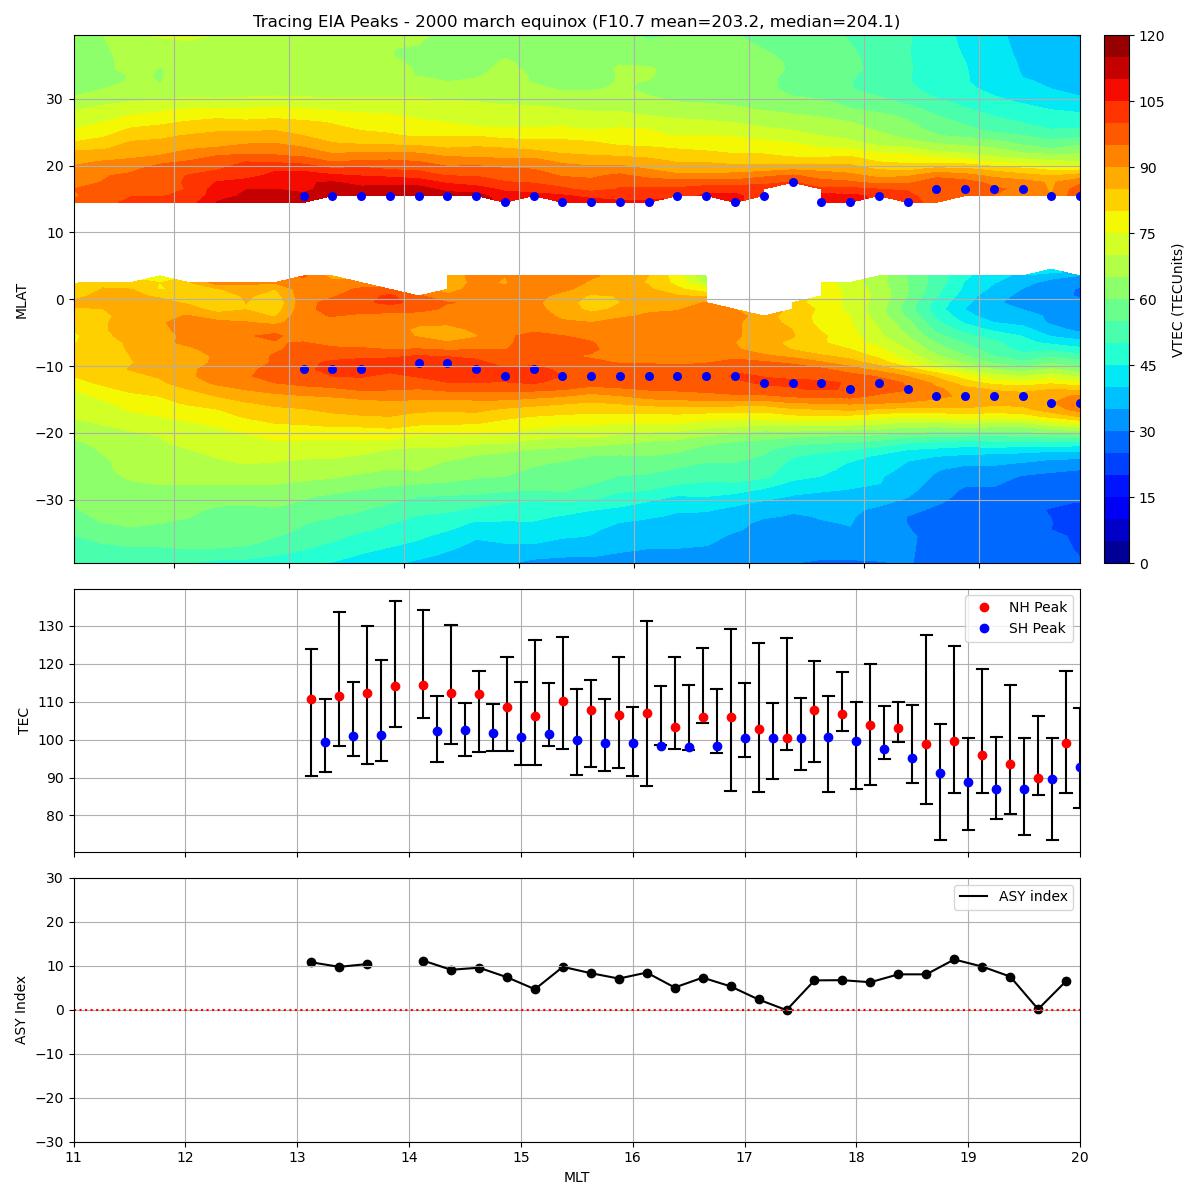 Tracing EIA Peaks - 2000 march equinox (F10.7 mean=203.2, median=204.1)
MLAT
30
20
10
0
−10
−20
−30
120
105
90
75
60
45
30
15
0
VTEC (TECUnits)
TEC
130
120
110
100
90
80
NH Peak
SH Peak
ASY Index
30
20
10
0
−10
−20
−30
ASY index
11 12 13 14 15 16 17 18 19 20
MLT